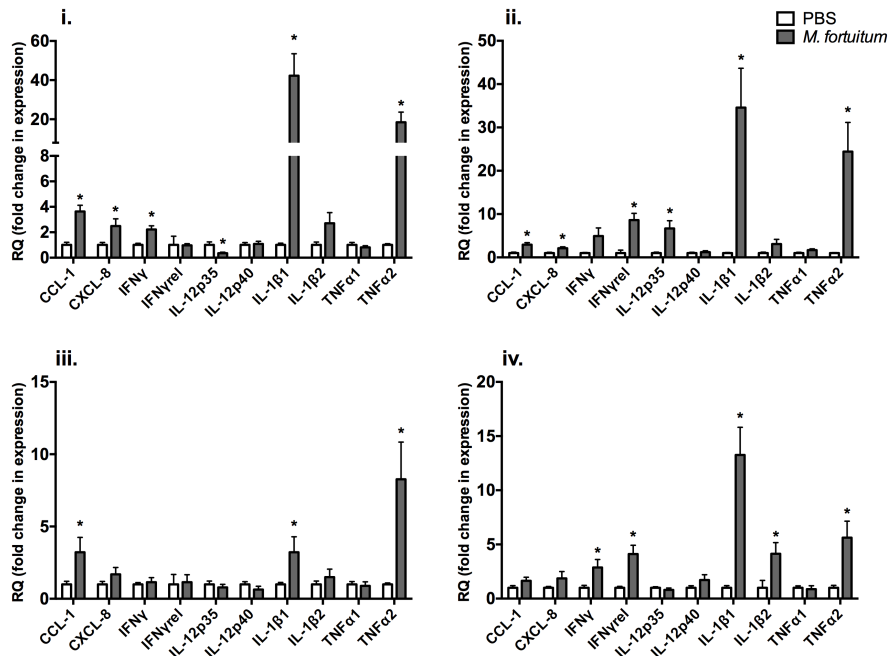 i.
RQ (fold change in expression)
60
40
20
8
6
4
2
0
*
*
*
*
*
*
CCL-1
CXCL-8
IFNγ
IFNγrel
IL-12p35
IL-12p40
IL-1β1
IL-1β2
TNFα1
TNFα2
ii.
PBS
M. fortuitum
RQ (fold change in expression)
50
40
30
20
10
0
*
*
*
*
*
*
CCL-1
CXCL-8
IFNγ
IFNγrel
IL-12p35
IL-12p40
IL-1β1
IL-1β2
TNFα1
TNFα2
iii.
RQ (fold change in expression)
15
10
5
0
*
*
*
CCL-1
CXCL-8
IFNγ
IFNγrel
IL-12p35
IL-12p40
IL-1β1
IL-1β2
TNFα1
TNFα2
iv.
RQ (fold change in expression)
20
15
10
5
0
*
*
*
*
*
CCL-1
CXCL-8
IFNγ
IFNγrel
IL-12p35
IL-12p40
IL-1β1
IL-1β2
TNFα1
TNFα2